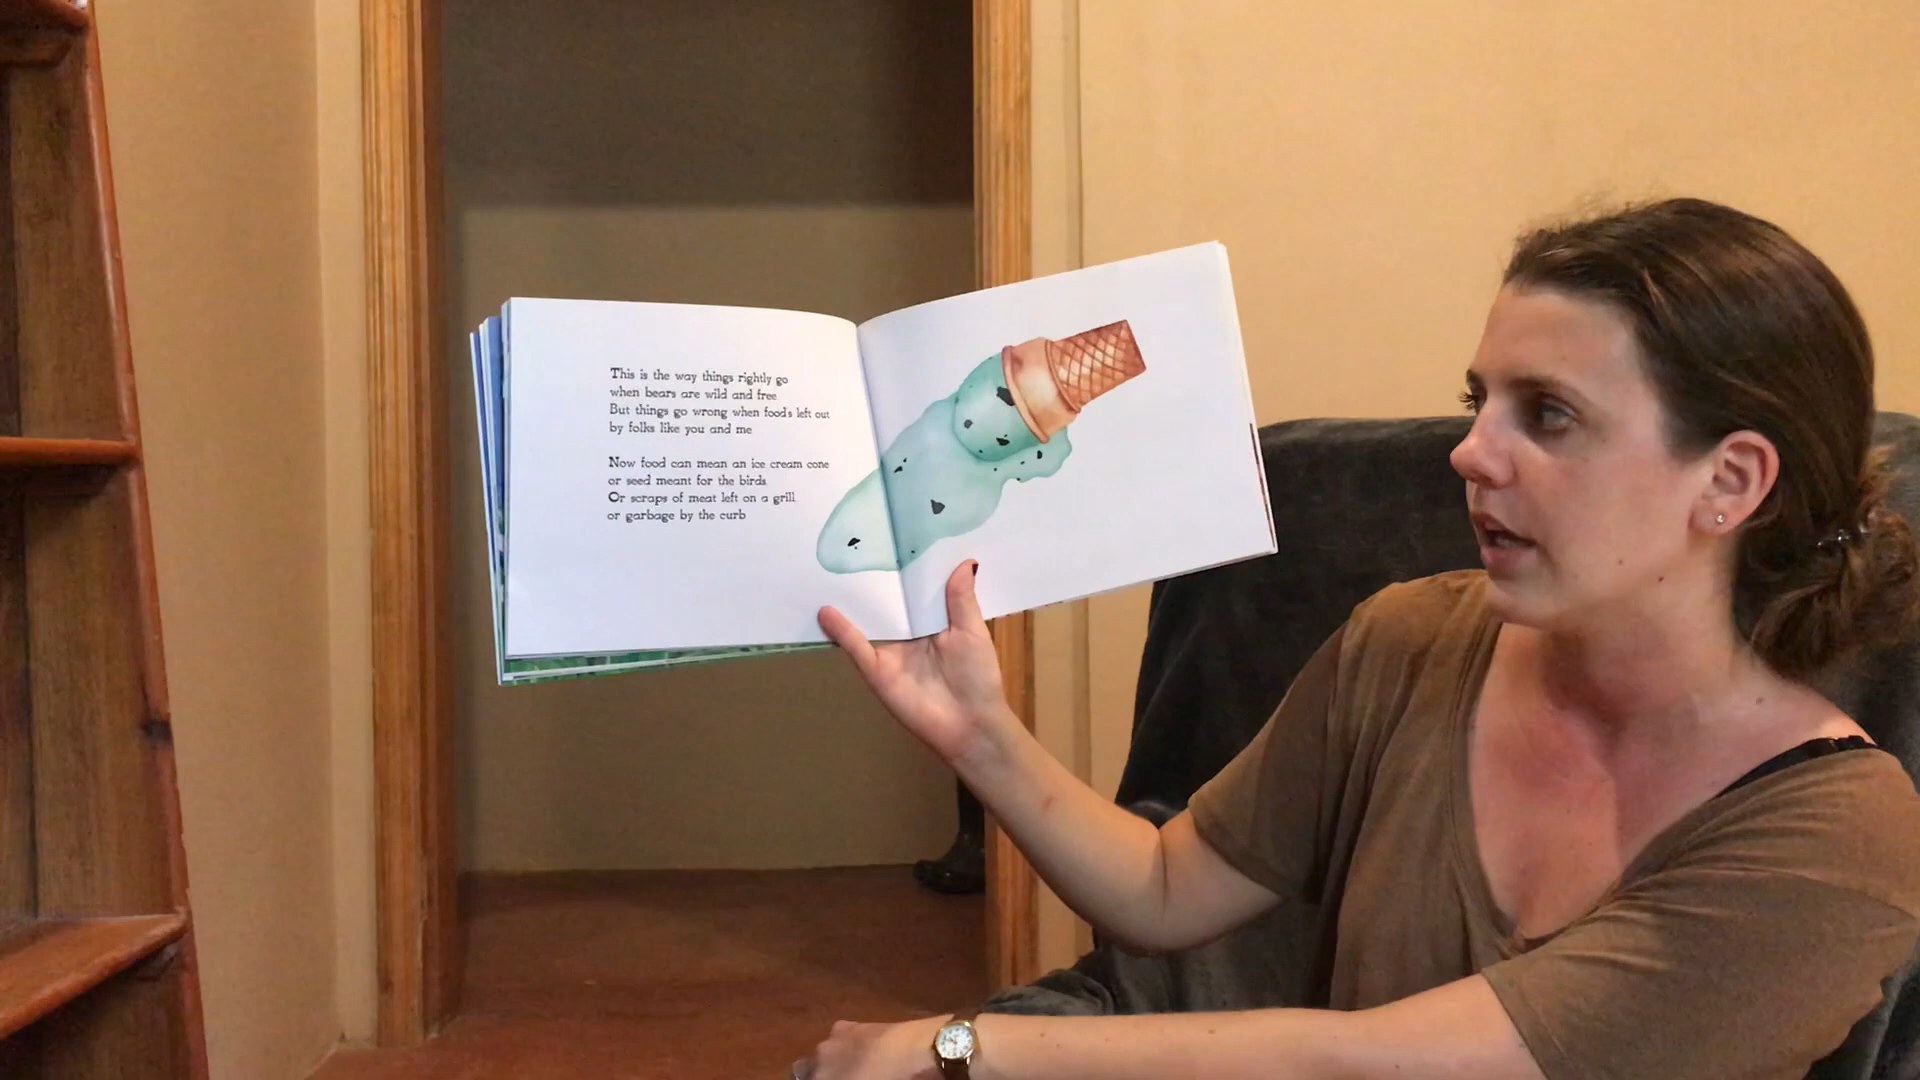 This is the way things rightly go
when bears are wild and free
But things go wrong when food's left out
by folks like you and me
Now food can mean an ice cream cone
or seed meant for the birds
Or scraps of meat left on a grill
or garbage by the curb